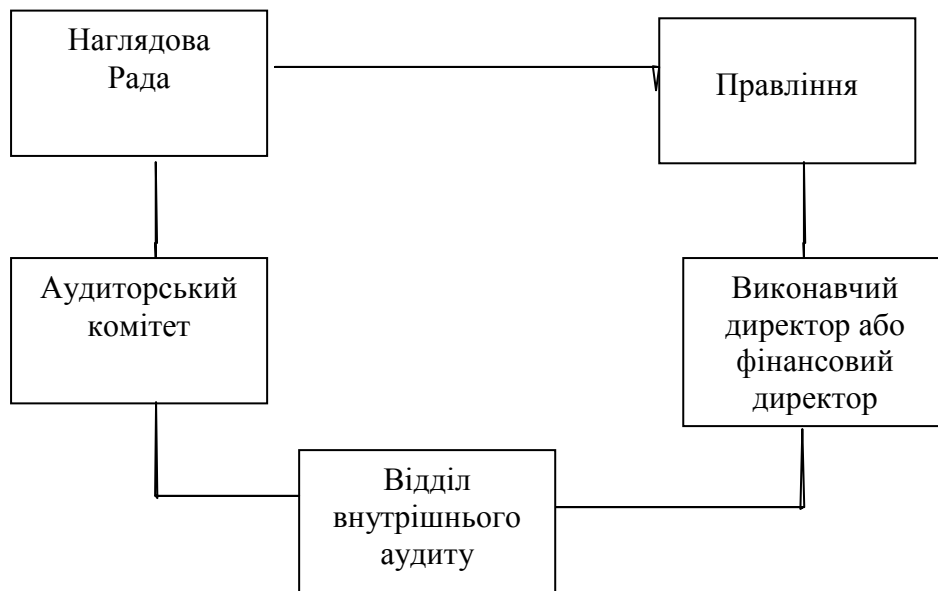 Наглядова
Рада
Правління
Аудиторський
комітет
Виконавчий
директор або
фінансовий
директор
Відділ
внутрішнього
аудиту